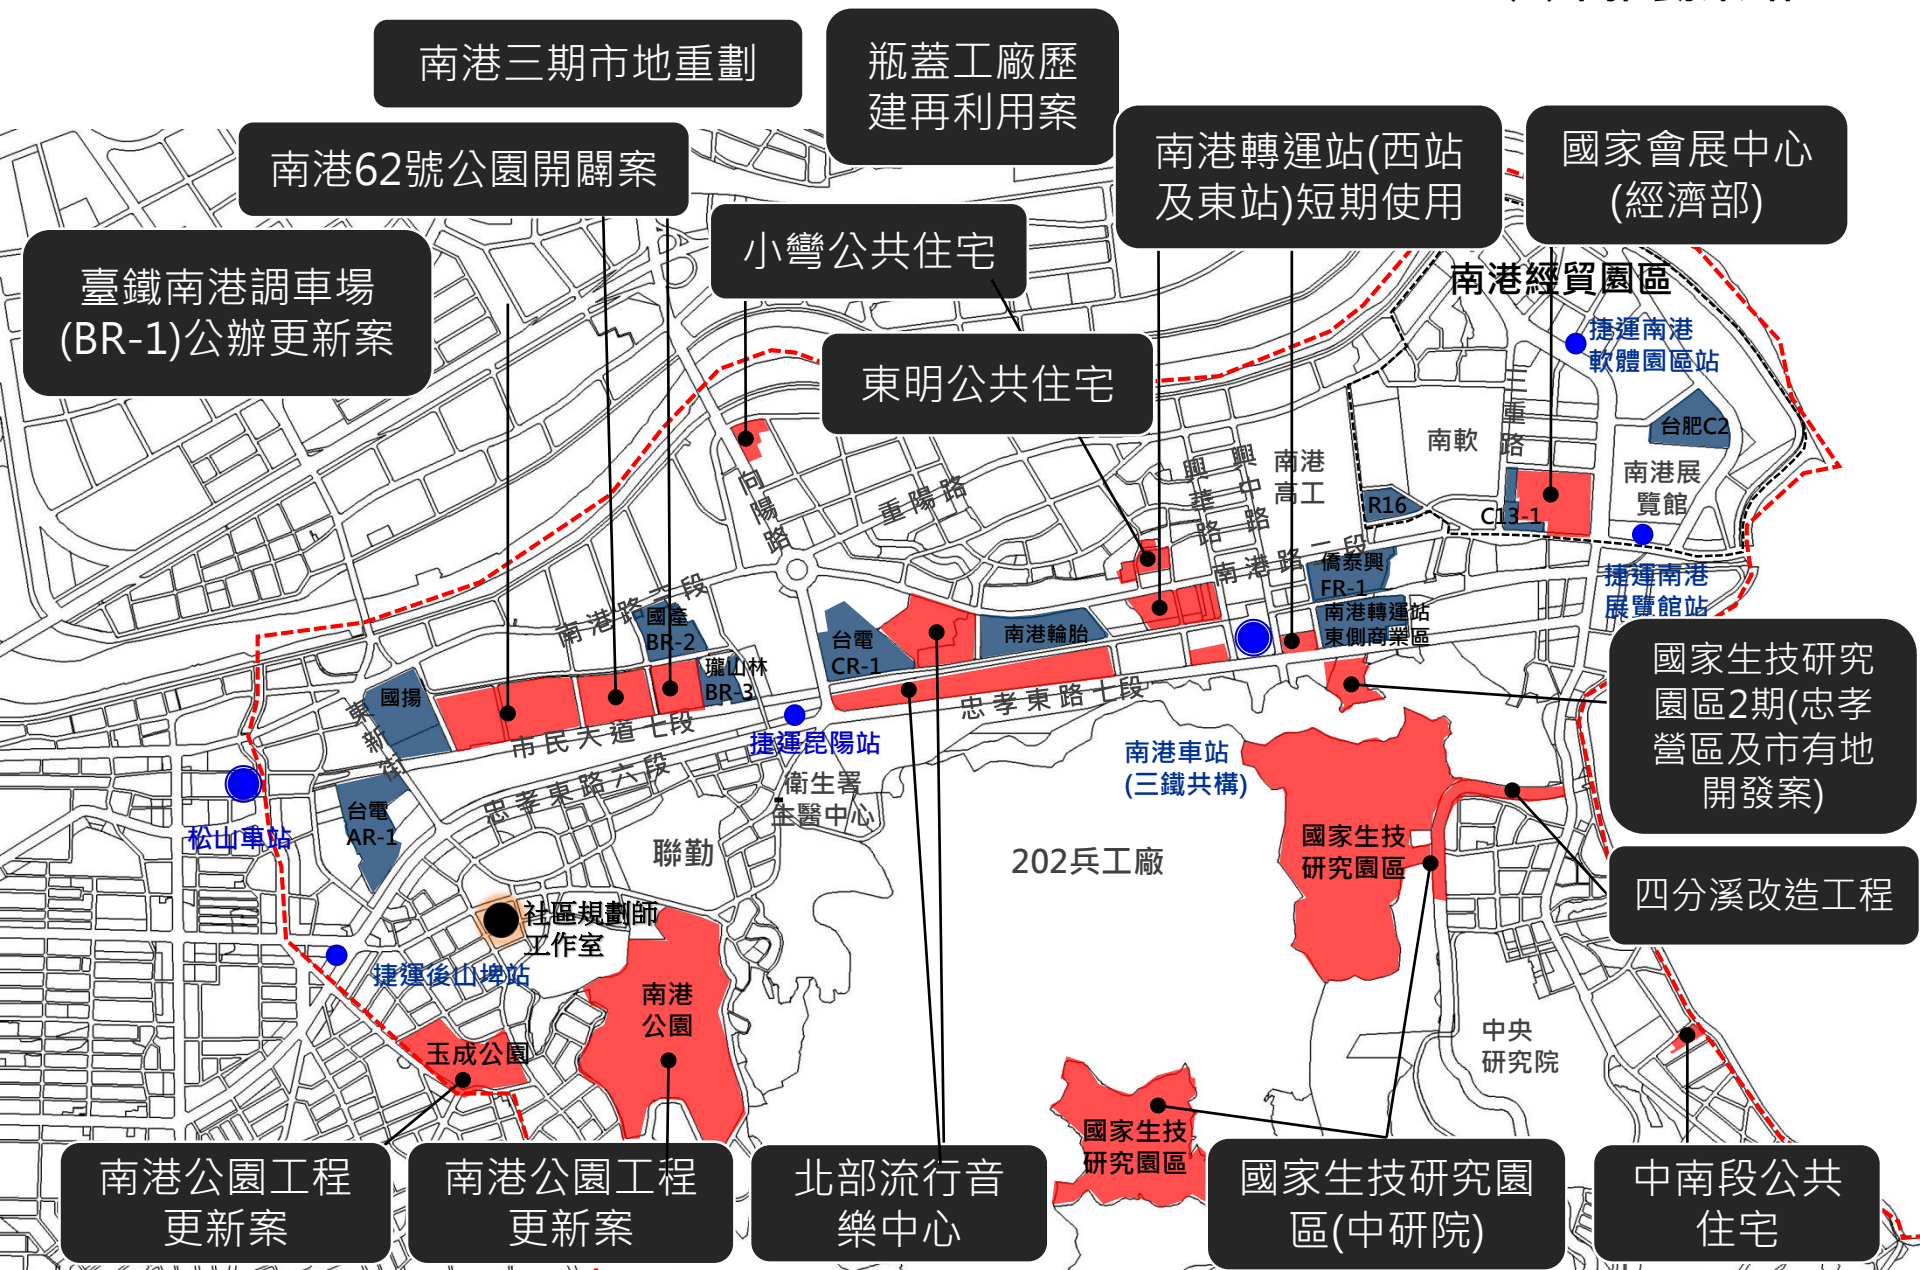 南港三期市地重劃
瓶蓋工廠歷
建再利用案
南港62號公園開闢案
南港轉運站(西站
及東站)短期使用
國家會展中心
(經濟部)
小彎公共住宅
臺鐵南港調車場
(BR-1)公辦更新案
東明公共住宅
南港經貿園區
捷運南港
軟體園區站
三重路
台肥C2
南軟
南港展
覽館
向陽路
重陽路
興華路
興中路
南港
高工
R16
C13-1
南港路二段
僑泰興
FR-1
捷運南港
展覽館站
南港路三段
國產
BR-2
台電
CR-1
南港輪胎
南港轉運站
東側商業區
瓏山林
BR-3
國揚
東新街
市民大道七段
忠孝東路七段
捷運昆陽站
忠孝東路六段
衛生署
生醫中心
南港車站
(三鐵共構)
國家生技研究
園區2期(忠孝
營區及市有地
開發案)
松山車站
台電
AR-1
聯勤
202兵工廠
國家生技
研究園區
四分溪改造工程
社區規劃師
工作室
捷運後山埤站
南港
公園
玉成公園
中央
研究院
國家生技
研究園區
南港公園工程
更新案
南港公園工程
更新案
北部流行音
樂中心
國家生技研究園
區(中研院)
中南段公共
住宅